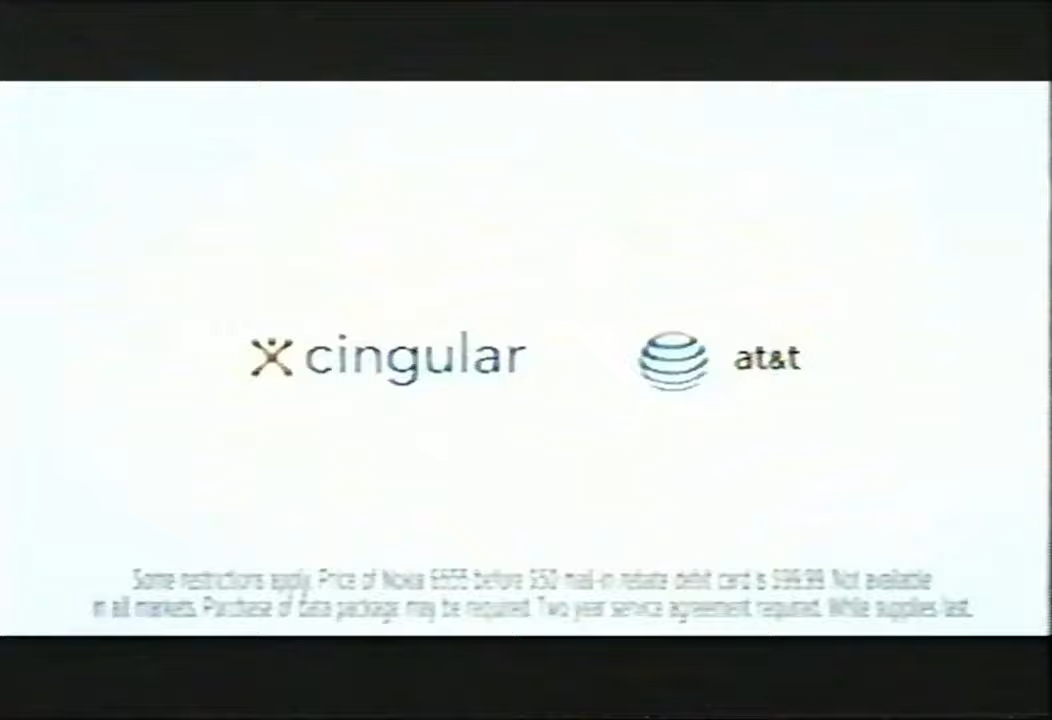 cingular
at&t
Some restrictions apply. Price of Nokia before $50 mail-in rebate debit card is $99.99. Not available
in all markets. Purchase of data package may be required. Two year service agreement required. While supplies last.